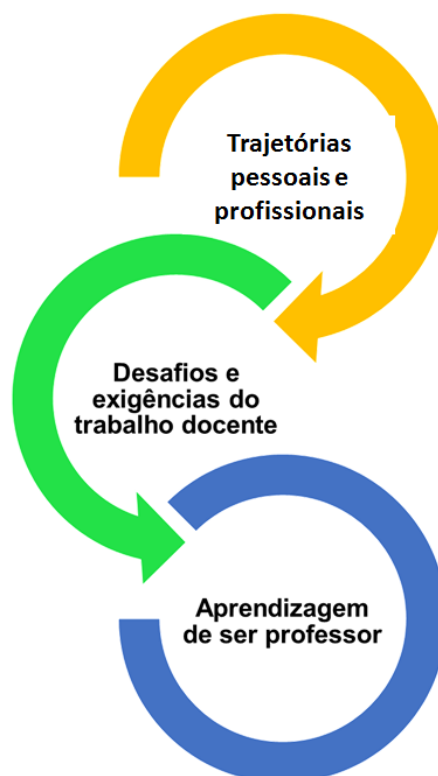 Trajetórias
pessoais e
profissionais
Desafios e
exigências do
trabalho docente
Aprendizagem
de ser professor